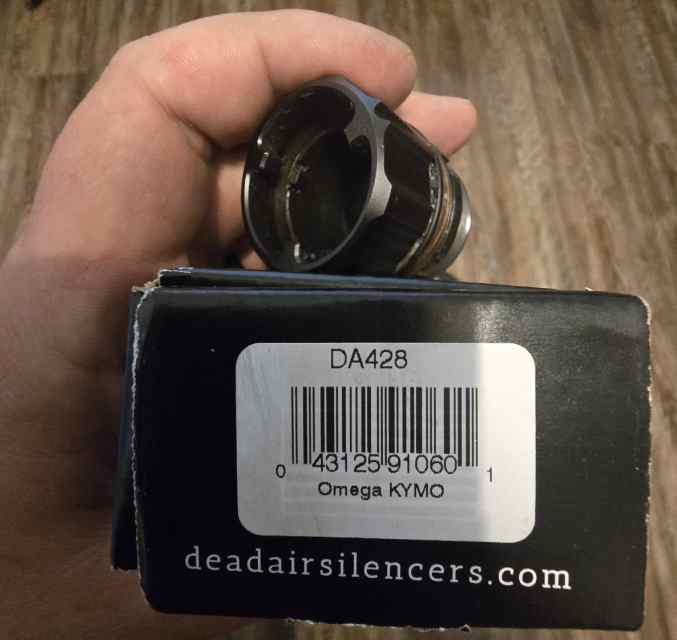 DA428
0 43125 91060 1
Omega KYMO
deadairsilencers.com